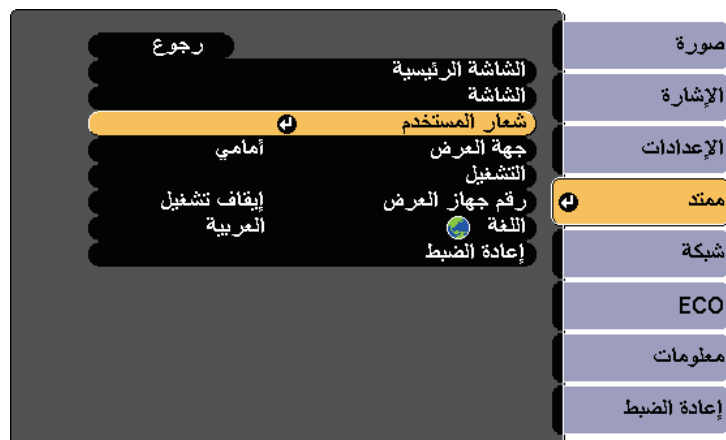 صورة
الإشارة
الإعدادات
ممتد
شبكة
ECO
معلومات
إعادة الضبط
رجوع
الشاشة الرئيسية
الشاشة
شعار المستخدم
جهة العرض أمامي
التشغيل
رقم جهاز العرض إيقاف تشغيل
اللغة العربية
إعادة الضبط